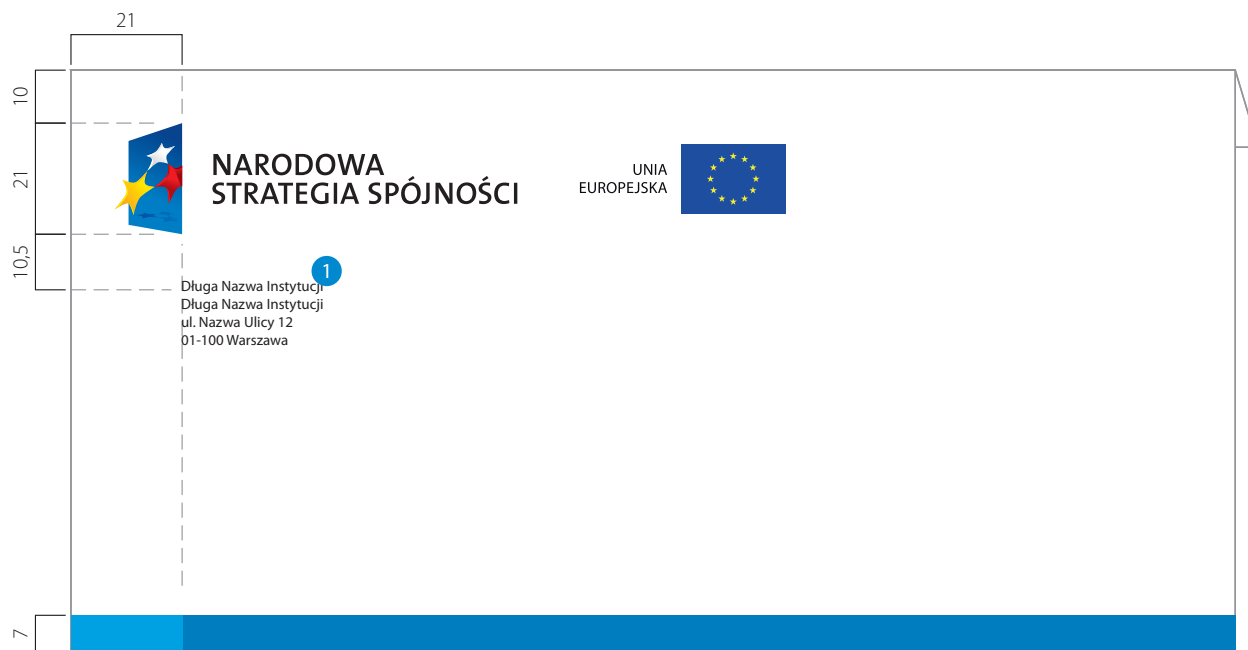 21
10
21
10,5
7
NARODOWA
STRATEGIA SPÓJNOŚCI
UNIA
EUROPEJSKA
1
Długa Nazwa Instytucji
Długa Nazwa Instytucji
ul. Nazwa Ulicy 12
01-100 Warszawa